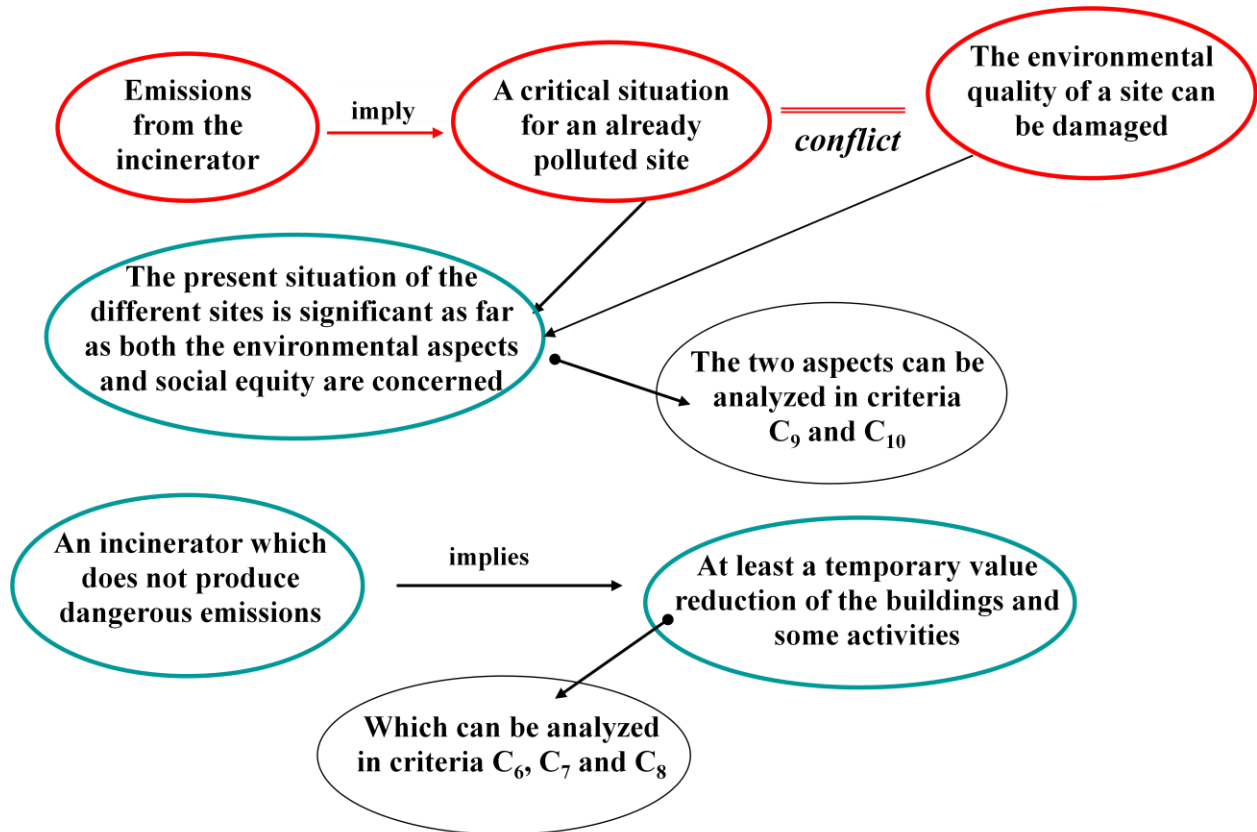 Emissions
from the
incinerator
imply
A critical situation
for an already
polluted site
conflict
The environmental
quality of a site can
be damaged
The present situation of the
different sites is significant as far
as both the environmental aspects
and social equity are concerned
The two aspects can be
analyzed in criteria
C₉ and C₁₀
An incinerator which
does not produce
dangerous emissions
implies
At least a temporary value
reduction of the buildings and
some activities
Which can be analyzed
in criteria C₆, C₇ and C₈